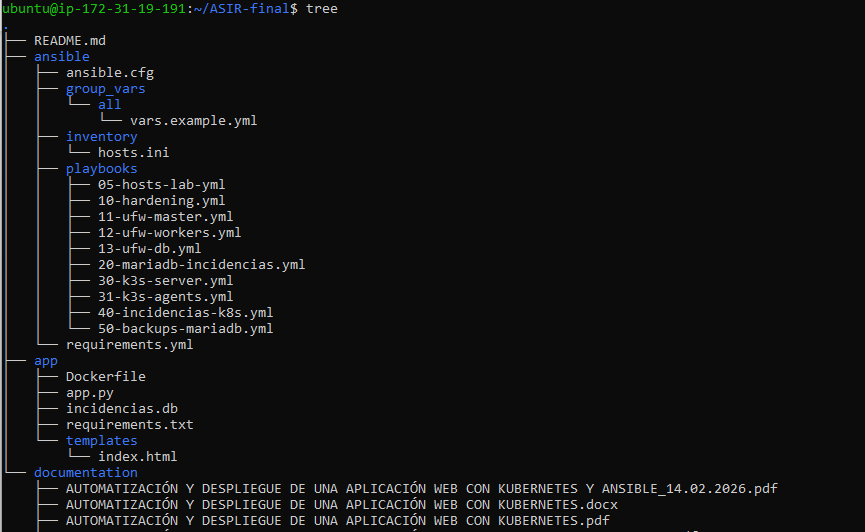 ubuntu@ip-172-31-19-191:~/ASIR-final$ tree
.
├── README.md
├── ansible
│   ├── ansible.cfg
│   ├── group_vars
│   │   └── all
│   │       └── vars.example.yml
│   ├── inventory
│   │   └── hosts.ini
│   ├── playbooks
│   │   ├── 05-hosts-lab-yml
│   │   ├── 10-hardening.yml
│   │   ├── 11-ufw-master.yml
│   │   ├── 12-ufw-workers.yml
│   │   ├── 13-ufw-db.yml
│   │   ├── 20-mariadb-incidencias.yml
│   │   ├── 30-k3s-server.yml
│   │   ├── 31-k3s-agents.yml
│   │   ├── 40-incidencias-k8s.yml
│   │   └── 50-backups-mariadb.yml
│   └── requirements.yml
├── app
│   ├── Dockerfile
│   ├── app.py
│   ├── incidencias.db
│   ├── requirements.txt
│   └── templates
│       └── index.html
└── documentation
    ├── AUTOMATIZACIÓN Y DESPLIEGUE DE UNA APLICACIÓN WEB CON KUBERNETES Y ANSIBLE_14.02.2026.pdf
    ├── AUTOMATIZACIÓN Y DESPLIEGUE DE UNA APLICACIÓN WEB CON KUBERNETES.docx
    ├── AUTOMATIZACIÓN Y DESPLIEGUE DE UNA APLICACIÓN WEB CON KUBERNETES.pdf